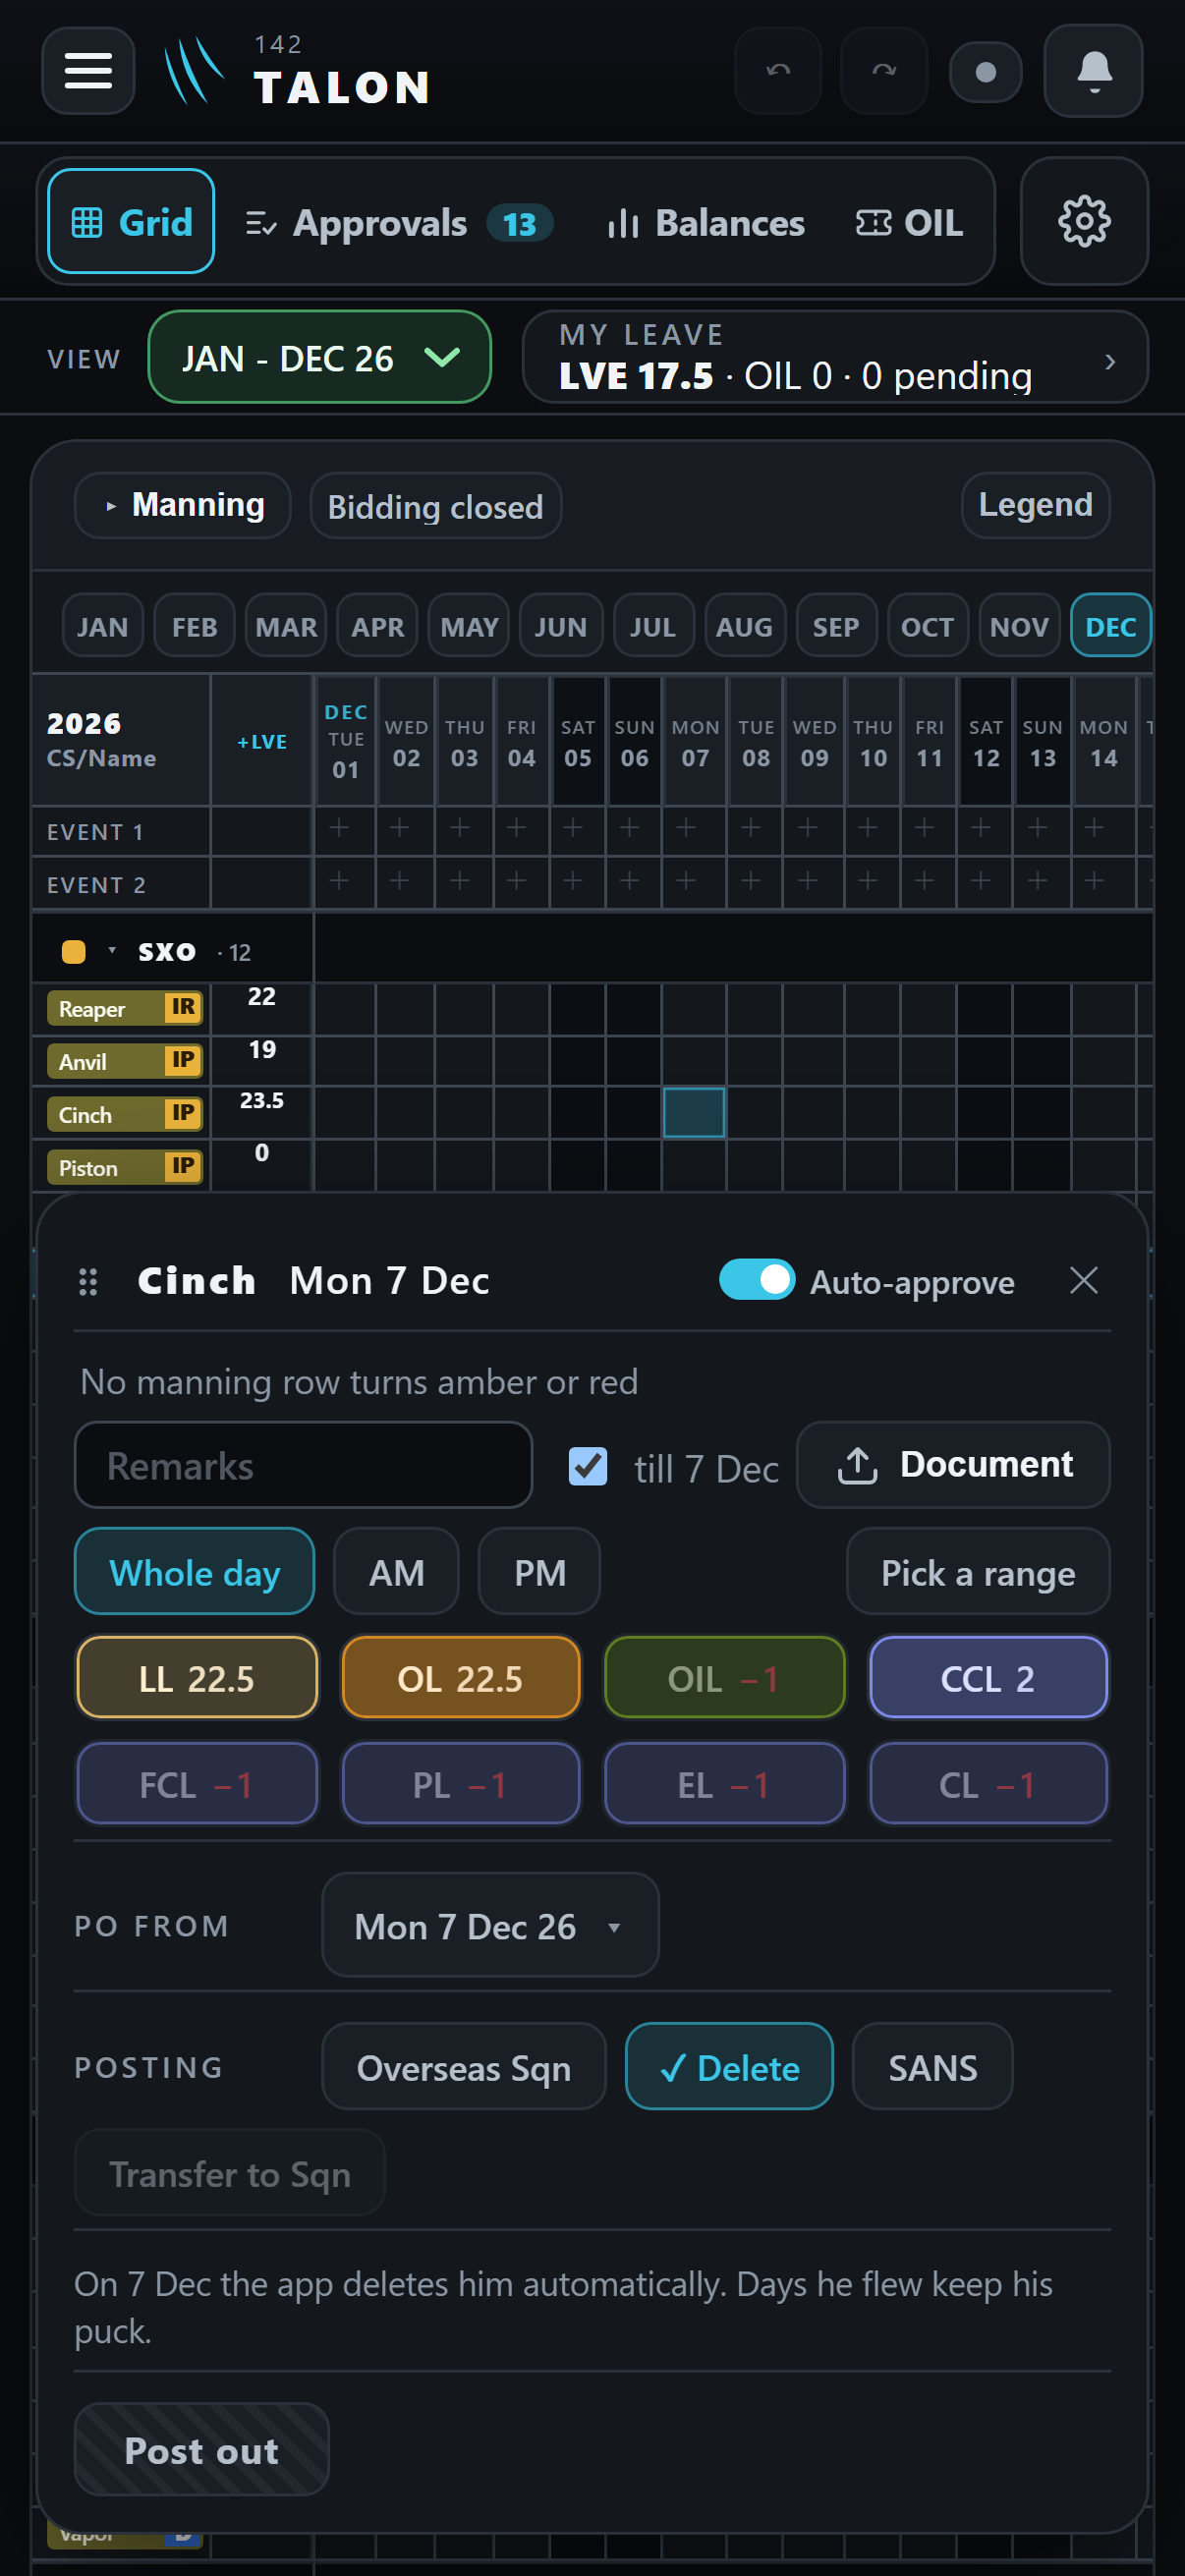 142
TALON
Grid Approvals 13 Balances OIL
VIEW JAN - DEC 26
MY LEAVE
LVE 17.5 · OIL 0 · 0 pending ›
▸ Manning Bidding closed Legend
JAN FEB MAR APR MAY JUN JUL AUG SEP OCT NOV DEC
2026
CS/Name
+LVE
DEC
TUE WED THU FRI SAT SUN MON TUE WED THU FRI SAT SUN MON
01 02 03 04 05 06 07 08 09 10 11 12 13 14
EVENT 1 + + + + + + + + + + + + + +
EVENT 2 + + + + + + + + + + + + + +
▾ SXO · 12
Reaper IR 22
Anvil IP 19
Cinch IP 23.5
Piston IP 0
Cinch Mon 7 Dec Auto-approve
No manning row turns amber or red
Remarks till 7 Dec Document
Whole day AM PM Pick a range
LL 22.5 OL 22.5 OIL −1 CCL 2
FCL −1 PL −1 EL −1 CL −1
PO FROM Mon 7 Dec 26 ▾
POSTING Overseas Sqn ✓ Delete SANS
Transfer to Sqn
On 7 Dec the app deletes him automatically. Days he flew keep his
puck.
Post out
Vapor